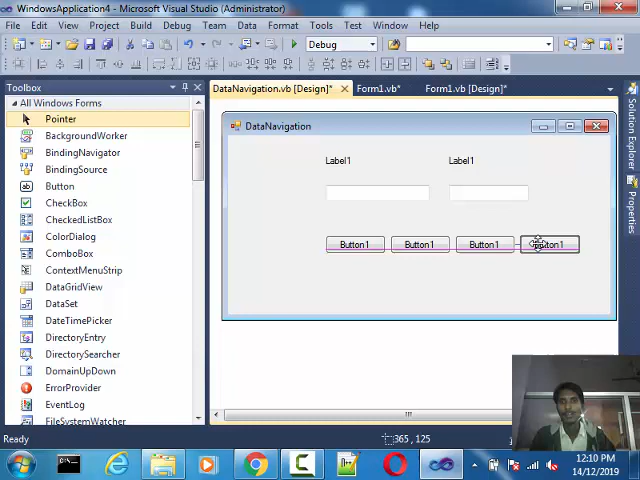 WindowsApplication4 - Microsoft Visual Studio (Administrator)
File Edit View Project Build Debug Team Data Format Tools Test Window Help
Debug
Toolbox
DataNavigation.vb [Design]* Form1.vb* Form1.vb [Design]*
All Windows Forms
Pointer
BackgroundWorker
BindingNavigator
BindingSource
Button
CheckBox
CheckedListBox
ColorDialog
ComboBox
ContextMenuStrip
DataGridView
DataSet
DateTimePicker
DirectoryEntry
DirectorySearcher
DomainUpDown
ErrorProvider
EventLog
FileSystemWatcher
DataNavigation
Label1 Label1
Button1 Button1 Button1
Solution Explorer
Properties
Ready
365 , 125
12:10 PM
14/12/2019